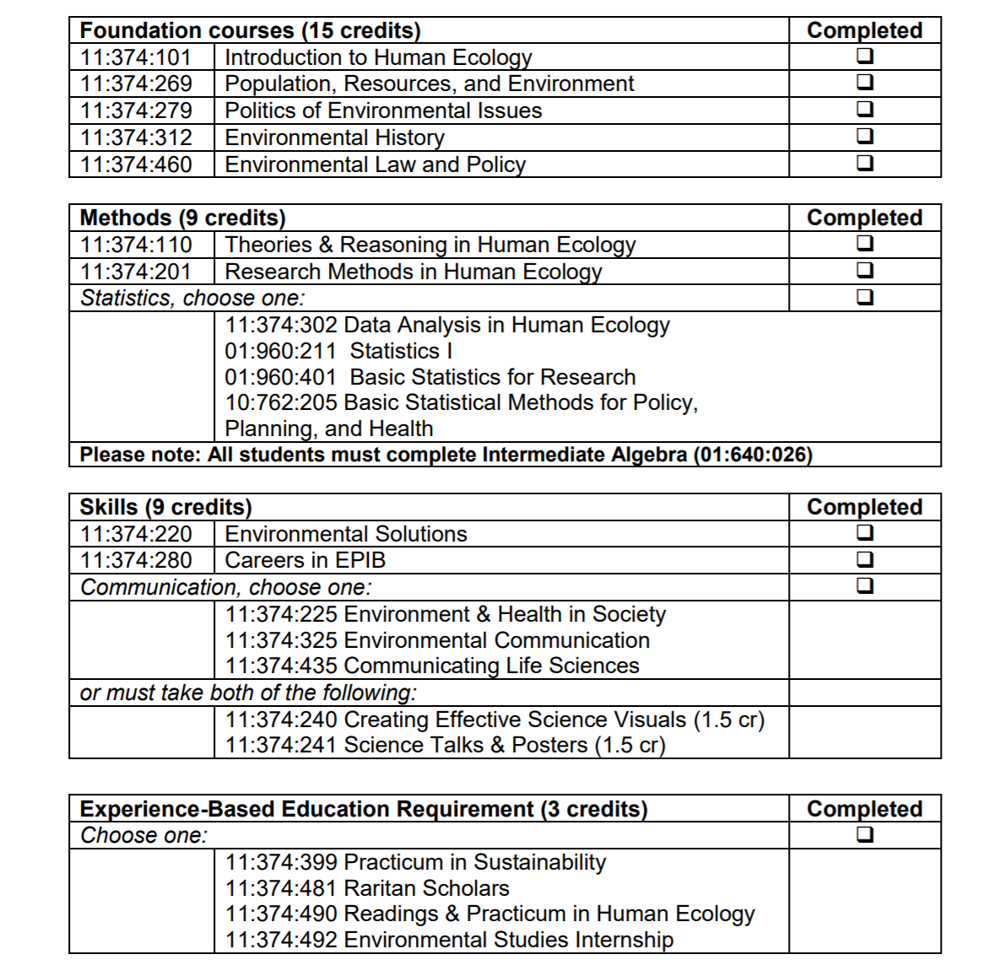 Foundation courses (15 credits) Completed
11:374:101 Introduction to Human Ecology ❑
11:374:269 Population, Resources, and Environment ❑
11:374:279 Politics of Environmental Issues ❑
11:374:312 Environmental History ❑
11:374:460 Environmental Law and Policy ❑
Methods (9 credits) Completed
11:374:110 Theories & Reasoning in Human Ecology ❑
11:374:201 Research Methods in Human Ecology ❑
Statistics, choose one: ❑
11:374:302 Data Analysis in Human Ecology
01:960:211 Statistics I
01:960:401 Basic Statistics for Research
10:762:205 Basic Statistical Methods for Policy,
Planning, and Health
Please note: All students must complete Intermediate Algebra (01:640:026)
Skills (9 credits) Completed
11:374:220 Environmental Solutions ❑
11:374:280 Careers in EPIB ❑
Communication, choose one: ❑
11:374:225 Environment & Health in Society
11:374:325 Environmental Communication
11:374:435 Communicating Life Sciences
or must take both of the following:
11:374:240 Creating Effective Science Visuals (1.5 cr)
11:374:241 Science Talks & Posters (1.5 cr)
Experience-Based Education Requirement (3 credits) Completed
Choose one: ❑
11:374:399 Practicum in Sustainability
11:374:481 Raritan Scholars
11:374:490 Readings & Practicum in Human Ecology
11:374:492 Environmental Studies Internship